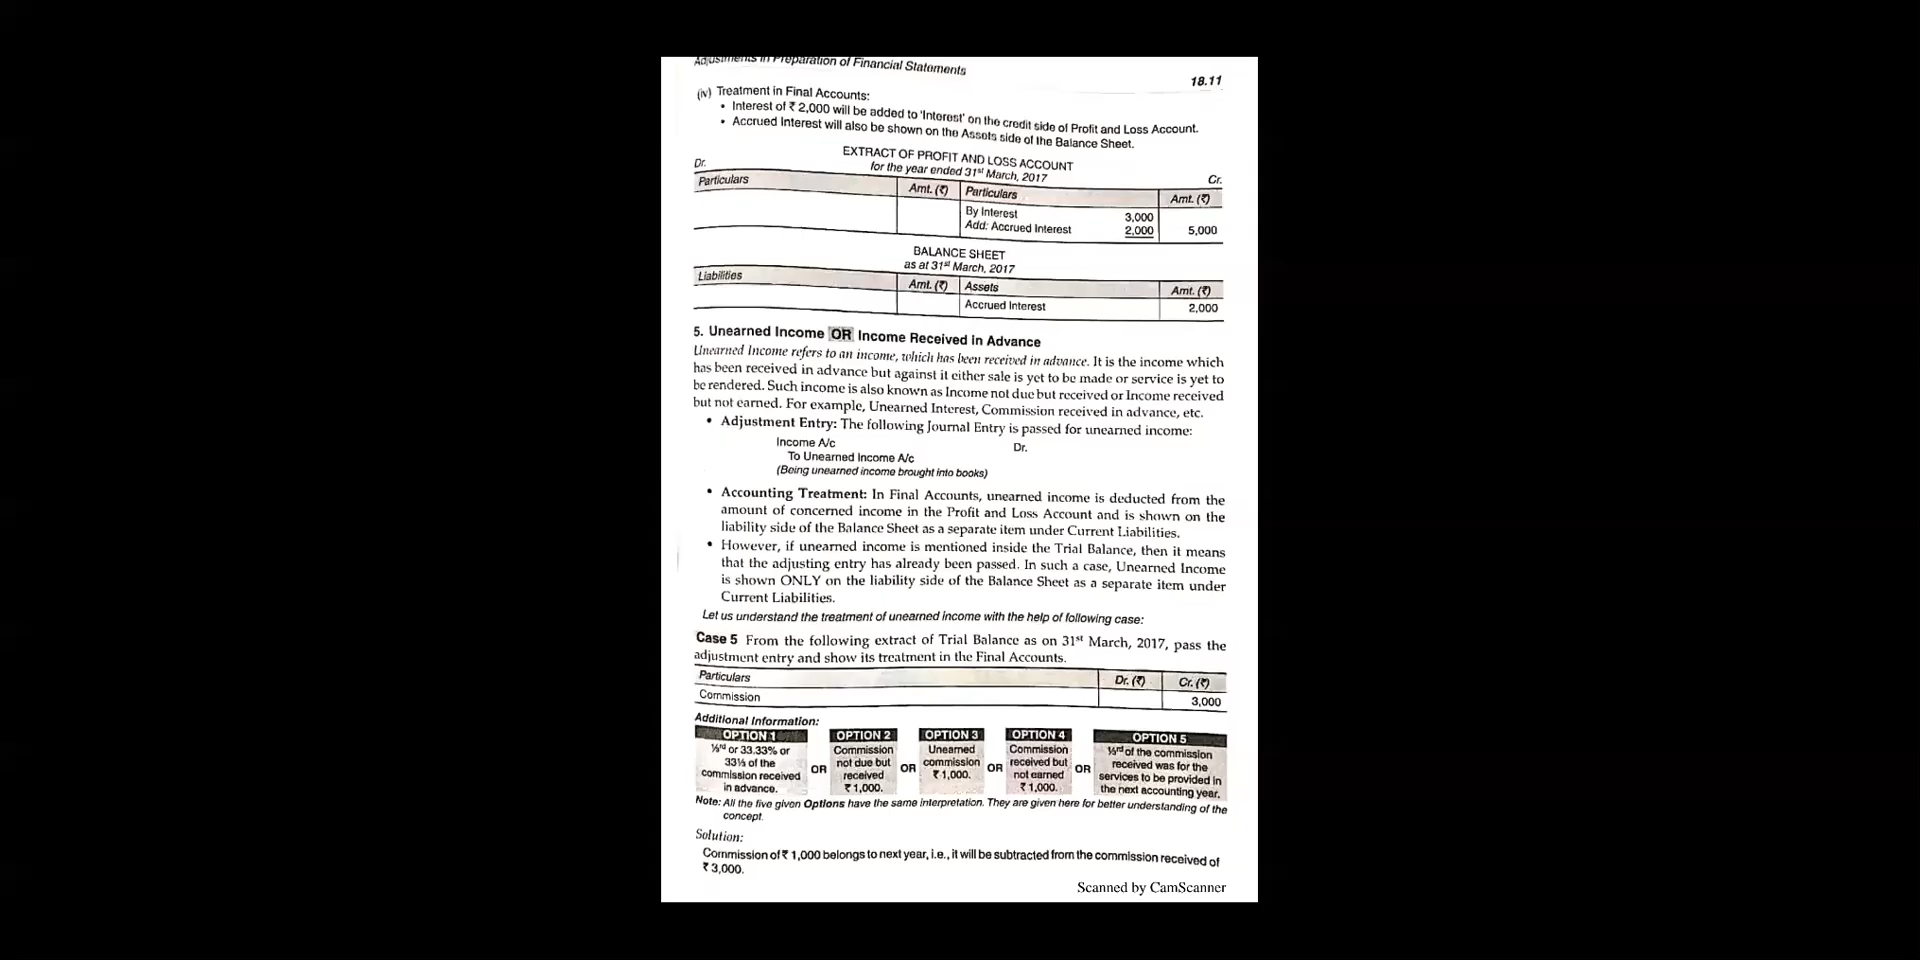 Adjustments in Preparation of Financial Statements
18.11
(iv) Treatment in Final Accounts:
• Interest of ₹ 2,000 will be added to 'Interest' on the credit side of Profit and Loss Account.
• Accrued Interest will also be shown on the Assets side of the Balance Sheet.
EXTRACT OF PROFIT AND LOSS ACCOUNT
Dr. for the year ended 31st March, 2017 Cr.
Particulars Amt. (₹) Particulars Amt. (₹)
By Interest 3,000
Add: Accrued Interest 2,000 5,000
BALANCE SHEET
as at 31st March, 2017
Liabilities Amt. (₹) Assets Amt. (₹)
Accrued Interest 2,000
5. Unearned Income OR Income Received in Advance
Unearned Income refers to an income, which has been received in advance. It is the income which
has been received in advance but against it either sale is yet to be made or service is yet to
be rendered. Such income is also known as Income not due but received or Income received
but not earned. For example, Unearned Interest, Commission received in advance, etc.
• Adjustment Entry: The following Journal Entry is passed for unearned income:
Income A/c Dr.
To Unearned Income A/c
(Being unearned income brought into books)
• Accounting Treatment: In Final Accounts, unearned income is deducted from the
amount of concerned income in the Profit and Loss Account and is shown on the
liability side of the Balance Sheet as a separate item under Current Liabilities.
• However, if unearned income is mentioned inside the Trial Balance, then it means
that the adjusting entry has already been passed. In such a case, Unearned Income
is shown ONLY on the liability side of the Balance Sheet as a separate item under
Current Liabilities.
Let us understand the treatment of unearned income with the help of following case:
Case 5 From the following extract of Trial Balance as on 31st March, 2017, pass the
adjustment entry and show its treatment in the Final Accounts.
Particulars Dr. (₹) Cr. (₹)
Commission 3,000
Additional Information:
OPTION 1
⅓rd or 33.33% or
33⅓ of the
commission received
in advance.
OR
OPTION 2
Commission
not due but
received
₹ 1,000.
OR
OPTION 3
Unearned
commission
₹ 1,000.
OR
OPTION 4
Commission
received but
not earned
₹ 1,000.
OR
OPTION 5
⅓rd of the commission
received was for the
services to be provided in
the next accounting year.
Note: All the five given Options have the same interpretation. They are given here for better understanding of the
concept.
Solution:
Commission of ₹ 1,000 belongs to next year, i.e., it will be subtracted from the commission received of
₹ 3,000.
Scanned by CamScanner